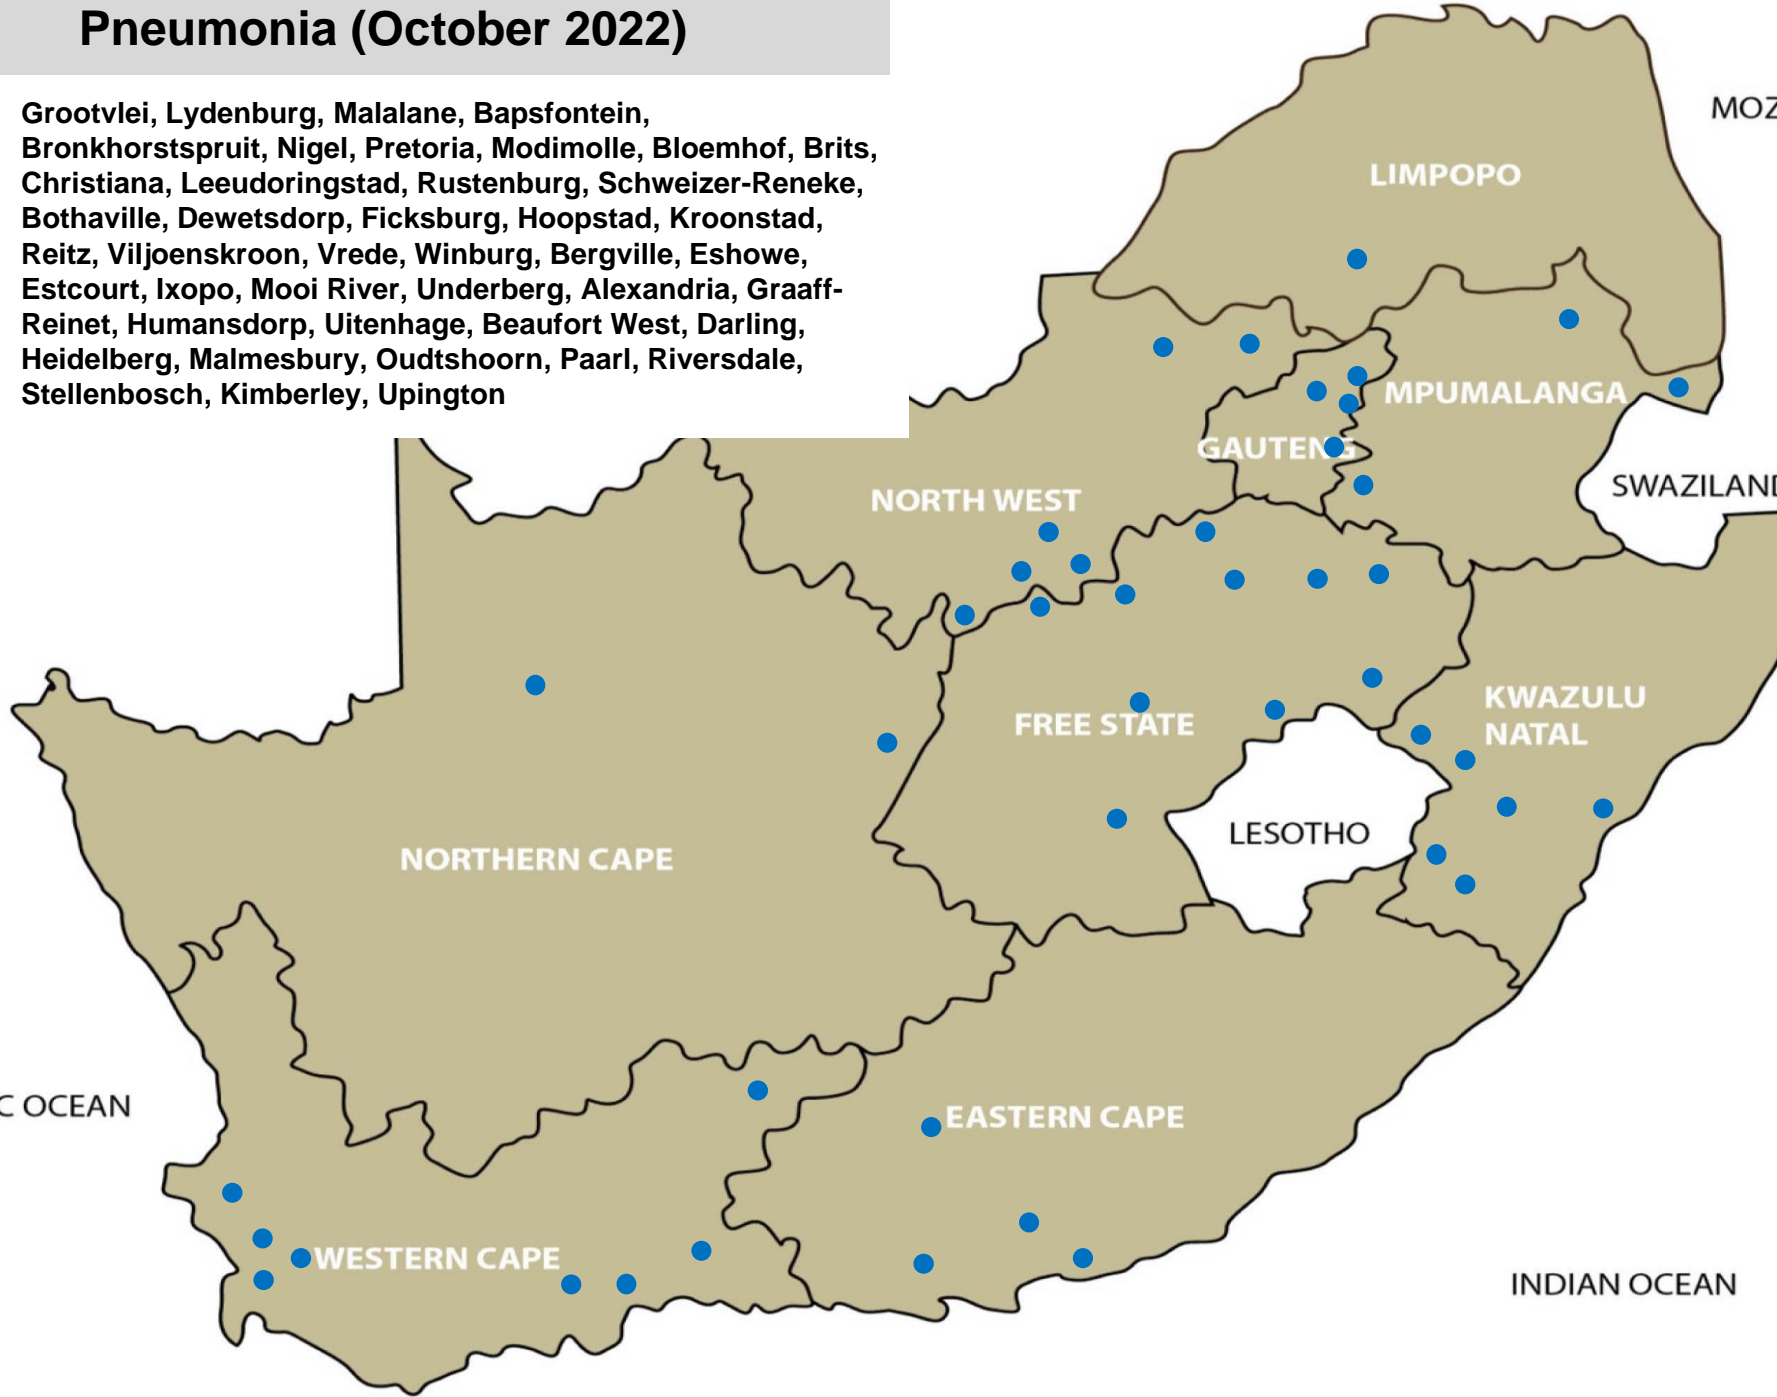 Pneumonia (October 2022)
Grootvlei, Lydenburg, Malalane, Bapsfontein,
Bronkhorstspruit, Nigel, Pretoria, Modimolle, Bloemhof, Brits,
Christiana, Leeudoringstad, Rustenburg, Schweizer-Reneke,
Bothaville, Dewetsdorp, Ficksburg, Hoopstad, Kroonstad,
Reitz, Viljoenskroon, Vrede, Winburg, Bergville, Eshowe,
Estcourt, Ixopo, Mooi River, Underberg, Alexandria, Graaff-
Reinet, Humansdorp, Uitenhage, Beaufort West, Darling,
Heidelberg, Malmesbury, Oudtshoorn, Paarl, Riversdale,
Stellenbosch, Kimberley, Upington
MOZ
LIMPOPO
MPUMALANGA
GAUTENG
SWAZILAND
NORTH WEST
KWAZULU
NATAL
FREE STATE
LESOTHO
NORTHERN CAPE
C OCEAN
EASTERN CAPE
WESTERN CAPE
INDIAN OCEAN